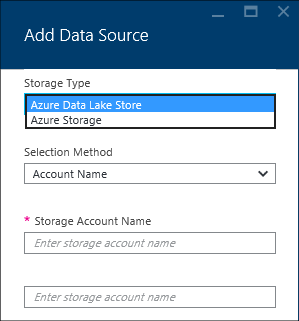 Add Data Source
Storage Type
Azure Data Lake Store
Azure Storage
Selection Method
Account Name
* Storage Account Name
Enter storage account name
Enter storage account name